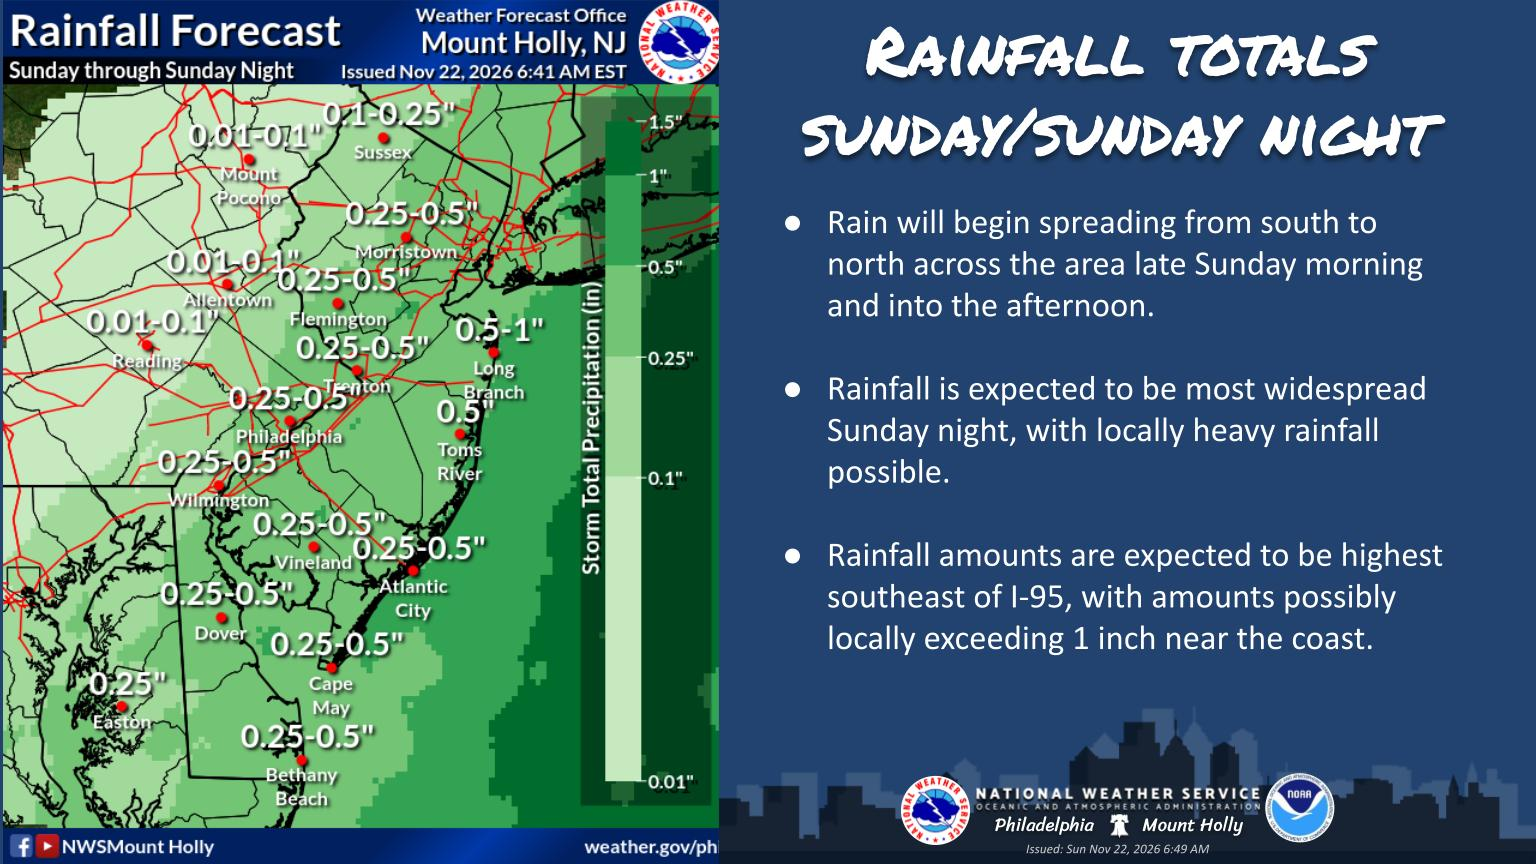 Rainfall Forecast
Sunday through Sunday Night
Weather Forecast Office
Mount Holly, NJ
Issued Nov 22, 2026 6:41 AM EST
NATIONAL WEATHER SERVICE
0.1-0.25"
Sussex
0.01-0.1"
Mount
Pocono
0.25-0.5"
Morristown
0.01-0.1"
Allentown
0.25-0.5"
Flemington
0.01-0.1"
Reading
0.5-1"
Long
Branch
0.25-0.5"
Trenton
0.25-0.5"
Philadelphia
0.5"
Toms
River
0.25-0.5"
Wilmington
0.25-0.5"
Vineland
0.25-0.5"
Atlantic
City
0.25-0.5"
Dover
0.25-0.5"
Cape
May
0.25"
Easton
0.25-0.5"
Bethany
Beach
Storm Total Precipitation (in)
1.5"
1"
0.5"
0.25"
0.1"
0.01"
NWSMount Holly
weather.gov/phi
RAINFALL TOTALS
SUNDAY/SUNDAY NIGHT
● Rain will begin spreading from south to
north across the area late Sunday morning
and into the afternoon.
● Rainfall is expected to be most widespread
Sunday night, with locally heavy rainfall
possible.
● Rainfall amounts are expected to be highest
southeast of I-95, with amounts possibly
locally exceeding 1 inch near the coast.
NATIONAL WEATHER SERVICE
NATIONAL WEATHER SERVICE
OCEANIC AND ATMOSPHERIC ADMINISTRATION
Philadelphia Mount Holly
NOAA
Issued: Sun Nov 22, 2026 6:49 AM